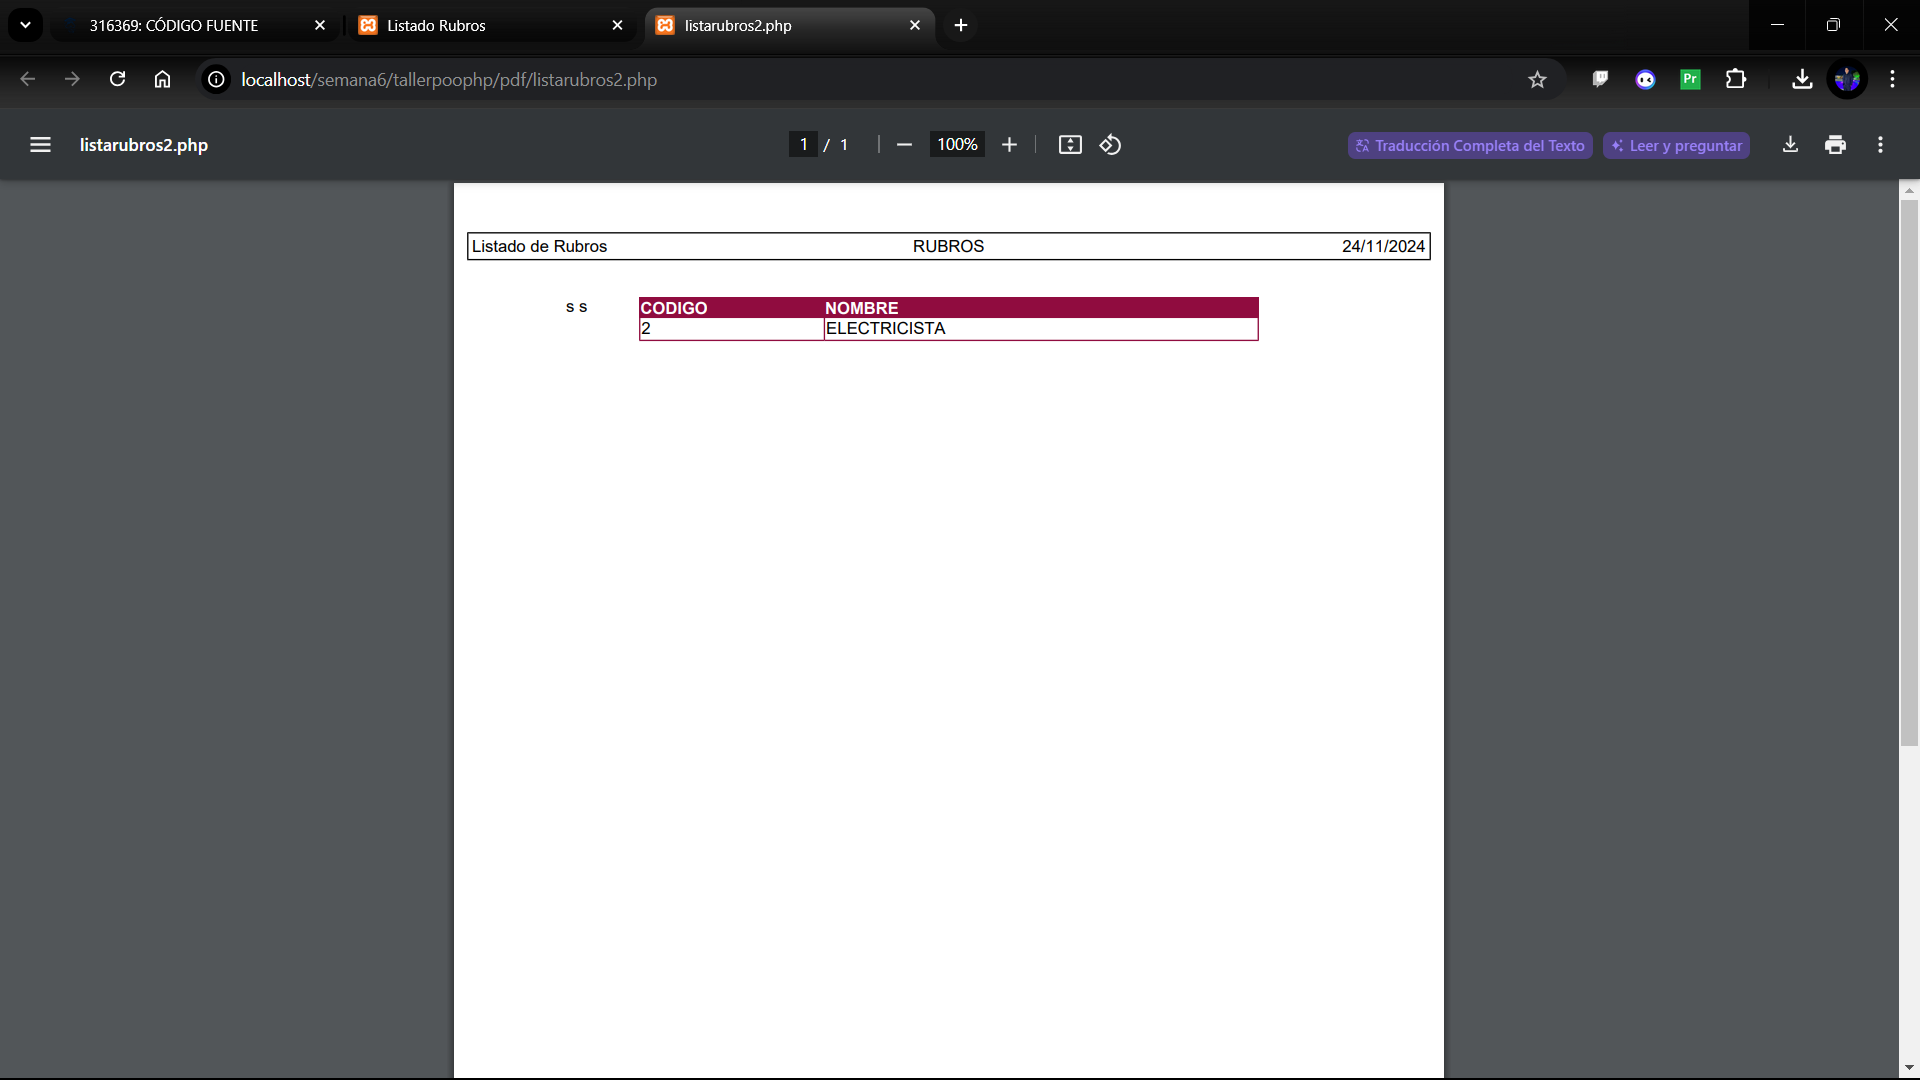 316369: CÓDIGO FUENTE
Listado Rubros
listarubros2.php
localhost/semana6/tallerpoophp/pdf/listarubros2.php
Pr
listarubros2.php
1 / 1
100%
Traducción Completa del Texto
Leer y preguntar
Listado de Rubros RUBROS 24/11/2024
s s
CODIGO NOMBRE
2 ELECTRICISTA